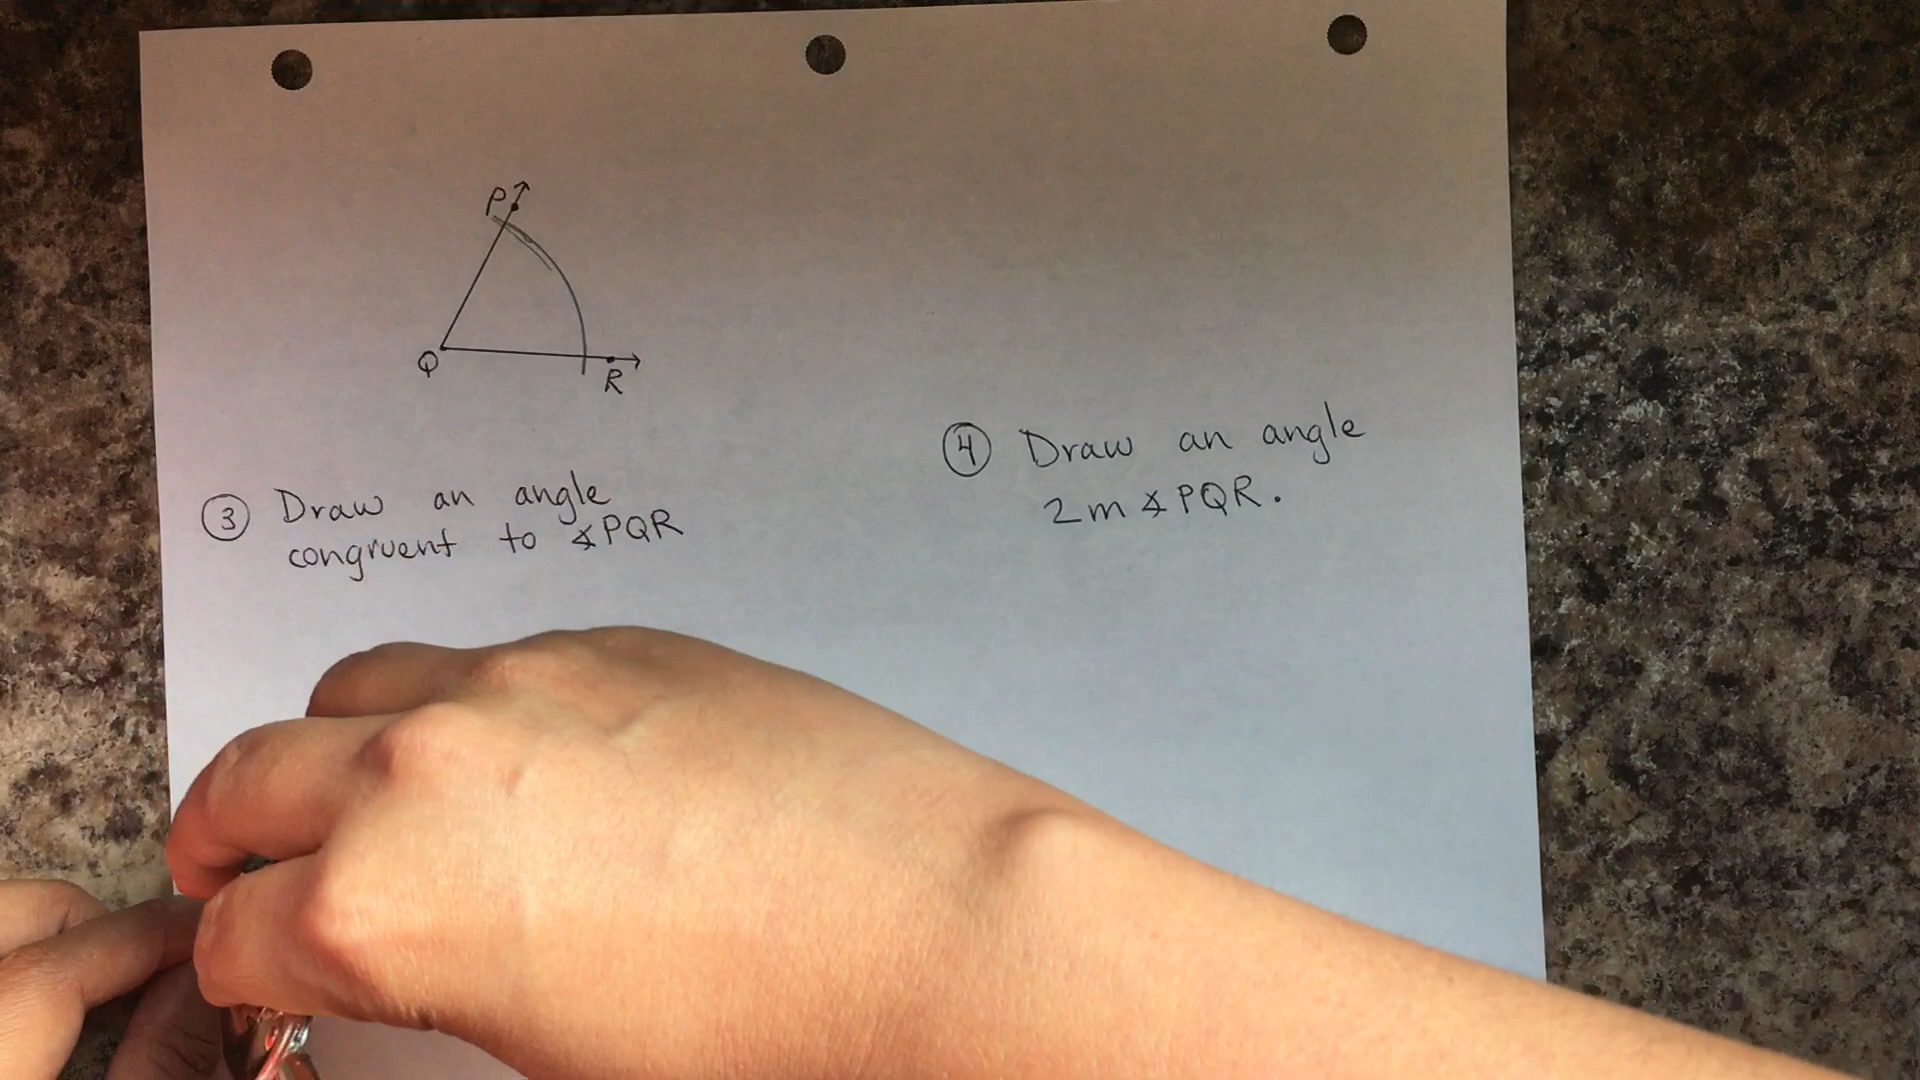 P
Q
R
③ Draw an angle
congruent to ∡PQR
④ Draw an angle
2m∡PQR.